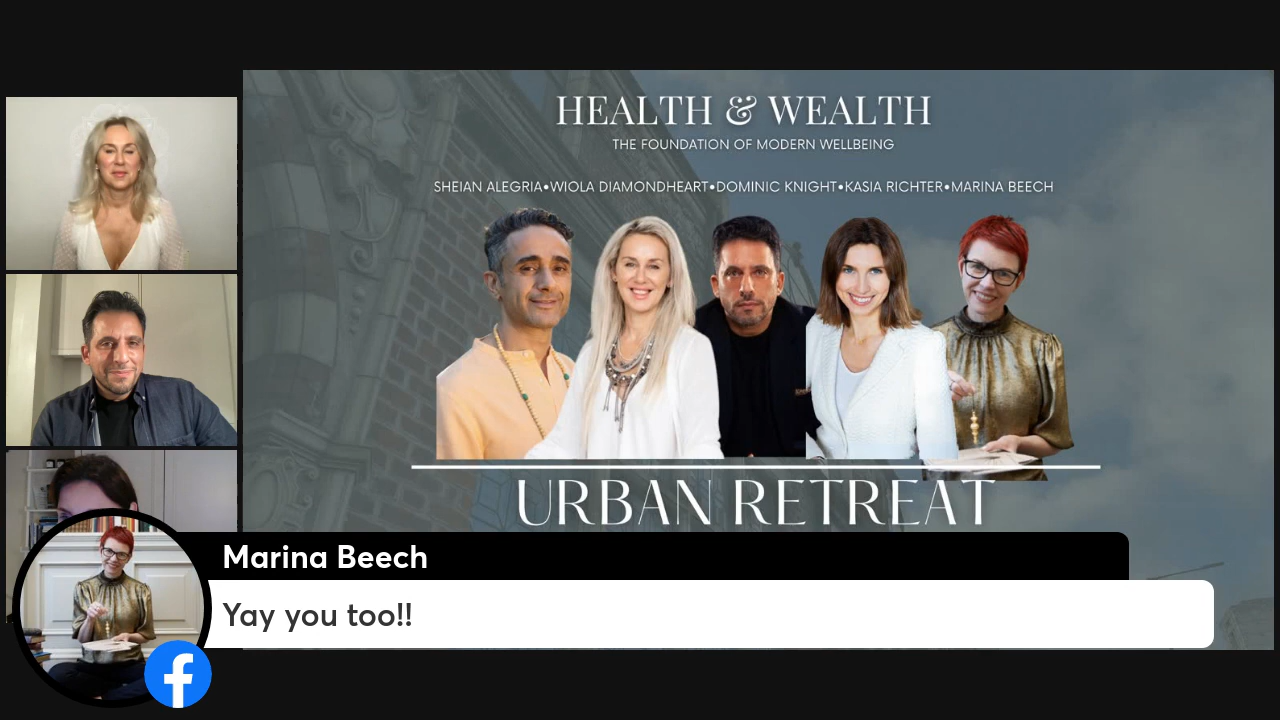 HEALTH & WEALTH
THE FOUNDATION OF MODERN WELLBEING
SHEIAN ALEGRIA•WIOLA DIAMONDHEART•DOMINIC KNIGHT•KASIA RICHTER•MARINA BEECH
URBAN RETREAT
Marina Beech
Yay you too!!